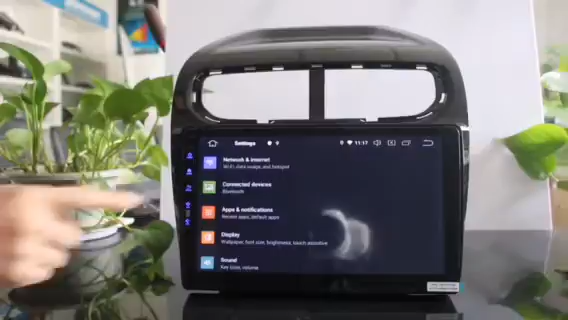 Settings
11:17
Network & internet
Wi-Fi, data usage, and hotspot
Connected devices
Bluetooth
Apps & notifications
Recent apps, default apps
Display
Wallpaper, font size, brightness, touch assistive
Sound
Key tone, volume